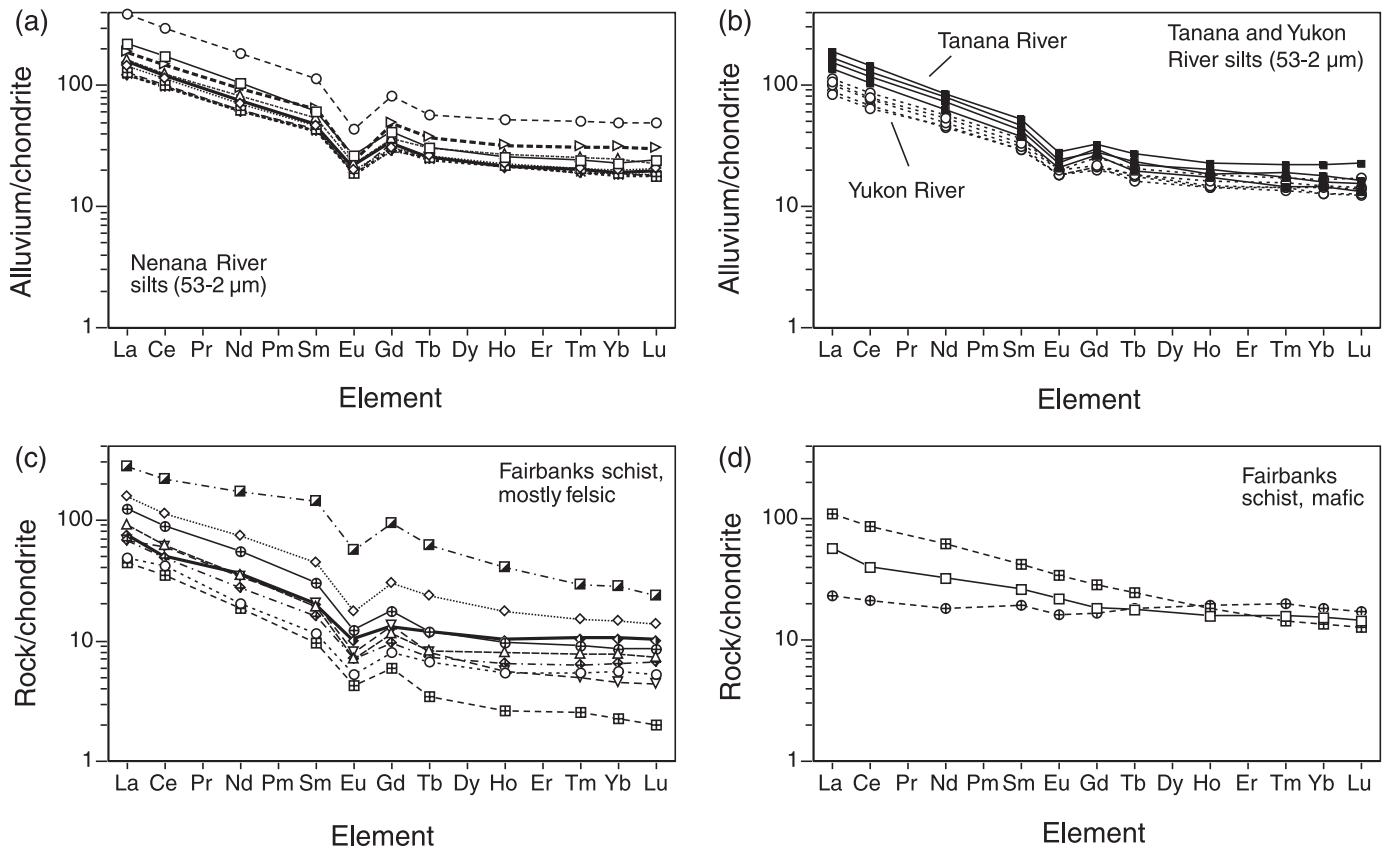 (a)
Alluvium/chondrite
100
10
1
Nenana River
silts (53-2 µm)
La Ce Pr Nd Pm Sm Eu Gd Tb Dy Ho Er Tm Yb Lu
Element
(b)
Alluvium/chondrite
100
10
1
Tanana River
Tanana and Yukon
River silts (53-2 µm)
Yukon River
La Ce Pr Nd Pm Sm Eu Gd Tb Dy Ho Er Tm Yb Lu
Element
(c)
Rock/chondrite
100
10
1
Fairbanks schist,
mostly felsic
La Ce Pr Nd Pm Sm Eu Gd Tb Dy Ho Er Tm Yb Lu
Element
(d)
Rock/chondrite
100
10
1
Fairbanks
schist, mafic
La Ce Pr Nd Pm Sm Eu Gd Tb Dy Ho Er Tm Yb Lu
Element